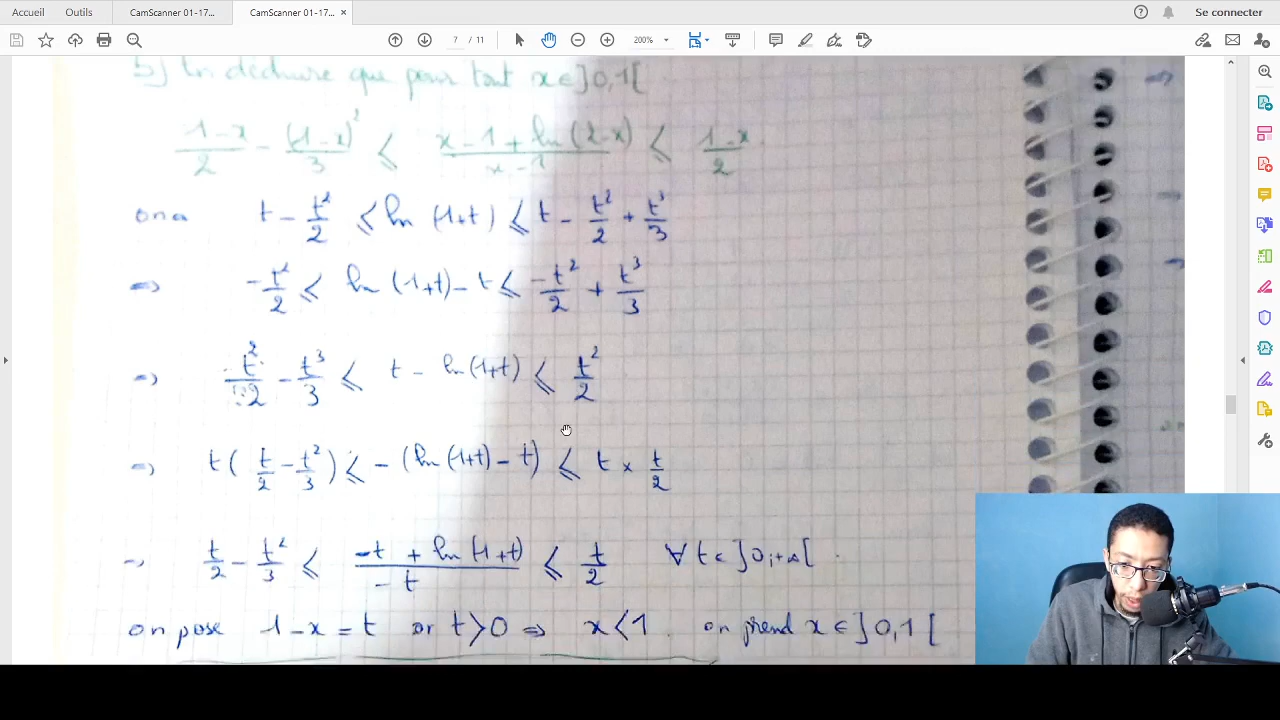 Accueil Outils CamScanner 01-17... CamScanner 01-17... × Se connecter
7 / 11 200%
b) En déduire que pour tout x ∈ ]0,1[
(1-x)/2 - (1-x)²/3 ≤ (x-1+ln(2-x))/(x-1) ≤ (1-x)/2
on a t - t²/2 ≤ ln(1+t) ≤ t - t²/2 + t³/3
=> -t²/2 ≤ ln(1+t) - t ≤ -t²/2 + t³/3
=> t²/2 - t³/3 ≤ t - ln(1+t) ≤ t²/2
=> t(t/2 - t²/3) ≤ -(ln(1+t) - t) ≤ t × t/2
=> t/2 - t²/3 ≤ (-t + ln(1+t))/(-t) ≤ t/2 ∀ t ∈ ]0,+∞[
on pose 1-x = t or t>0 => x<1 on prend x ∈ ]0,1[